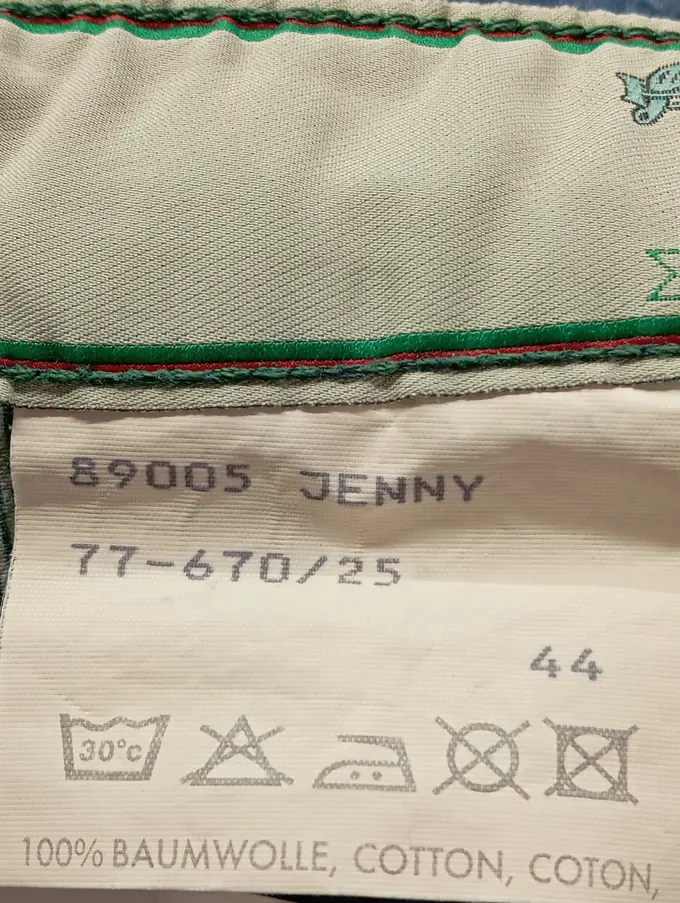 89005 JENNY
77-670/25
44
30°c
100% BAUMWOLLE, COTTON, COTON,